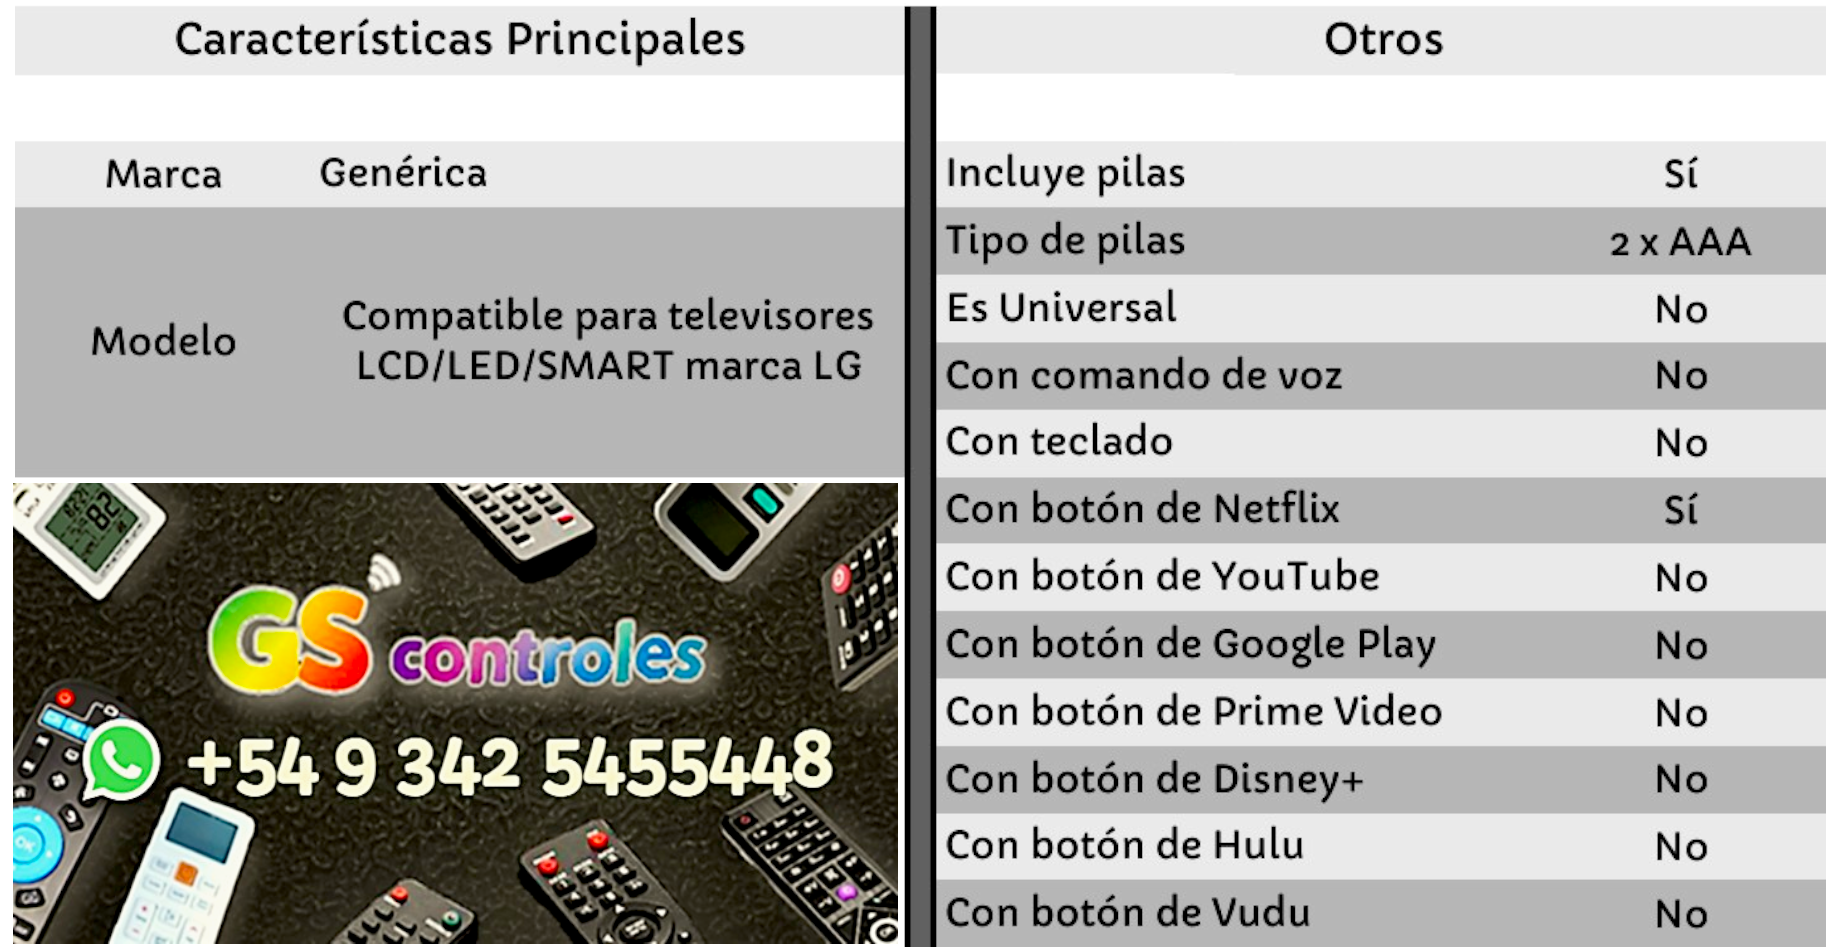 Características Principales
Marca Genérica
Modelo
Compatible para televisores
LCD/LED/SMART marca LG
GS controles
+54 9 342 5455448
Otros
Incluye pilas Sí
Tipo de pilas 2 x AAA
Es Universal No
Con comando de voz No
Con teclado No
Con botón de Netflix Sí
Con botón de YouTube No
Con botón de Google Play No
Con botón de Prime Video No
Con botón de Disney+ No
Con botón de Hulu No
Con botón de Vudu No